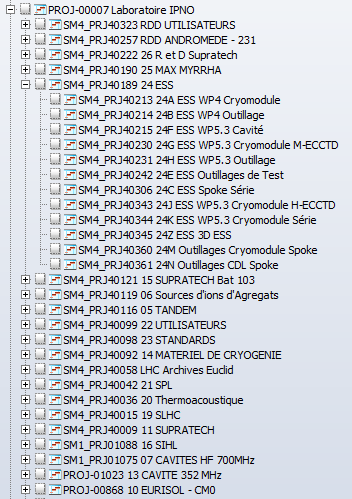 PROJ-00007 Laboratoire IPNO
SM4_PRJ40323 RDD UTILISATEURS
SM4_PRJ40257 RDD ANDROMEDE - 231
SM4_PRJ40222 26 R et D Supratech
SM4_PRJ40190 25 MAX MYRRHA
SM4_PRJ40189 24 ESS
SM4_PRJ40213 24A ESS WP4 Cryomodule
SM4_PRJ40214 24B ESS WP4 Outillage
SM4_PRJ40215 24F ESS WP5.3 Cavité
SM4_PRJ40230 24G ESS WP5.3 Cryomodule M-ECCTD
SM4_PRJ40231 24H ESS WP5.3 Outillage
SM4_PRJ40242 24E ESS Outillages de Test
SM4_PRJ40306 24C ESS Spoke Série
SM4_PRJ40343 24J ESS WP5.3 Cryomodule H-ECCTD
SM4_PRJ40344 24K ESS WP5.3 Cryomodule Série
SM4_PRJ40345 24Z ESS 3D ESS
SM4_PRJ40360 24M Outillages Cryomodule Spoke
SM4_PRJ40361 24N Outillages CDL Spoke
SM4_PRJ40121 15 SUPRATECH Bat 103
SM4_PRJ40119 06 Sources d'ions d'Agregats
SM4_PRJ40116 05 TANDEM
SM4_PRJ40099 22 UTILISATEURS
SM4_PRJ40098 23 STANDARDS
SM4_PRJ40092 14 MATERIEL DE CRYOGENIE
SM4_PRJ40058 LHC Archives Euclid
SM4_PRJ40042 21 SPL
SM4_PRJ40036 20 Thermoacoustique
SM4_PRJ40015 19 SLHC
SM4_PRJ40009 11 SUPRATECH
SM1_PRJ01088 16 SIHL
SM1_PRJ01075 07 CAVITES HF 700MHz
PROJ-01023 13 CAVITE 352 MHz
PROJ-00868 10 EURISOL - CM0